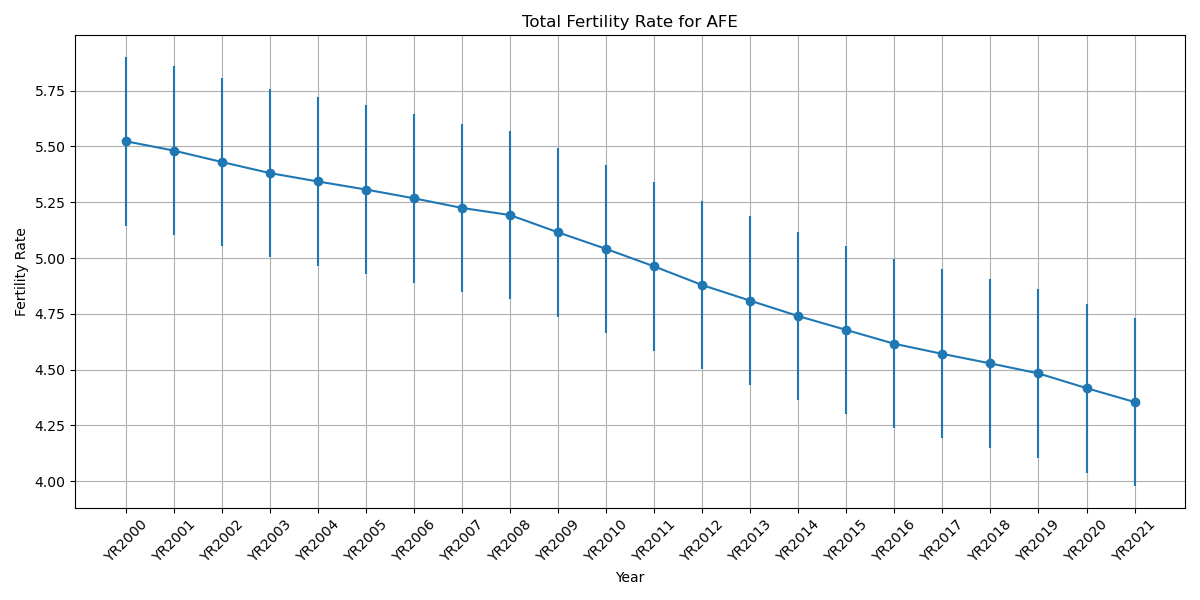 Total Fertility Rate for AFE
Fertility Rate
5.75
5.50
5.25
5.00
4.75
4.50
4.25
4.00
YR2000
YR2001
YR2002
YR2003
YR2004
YR2005
YR2006
YR2007
YR2008
YR2009
YR2010
YR2011
YR2012
YR2013
YR2014
YR2015
YR2016
YR2017
YR2018
YR2019
YR2020
YR2021
Year